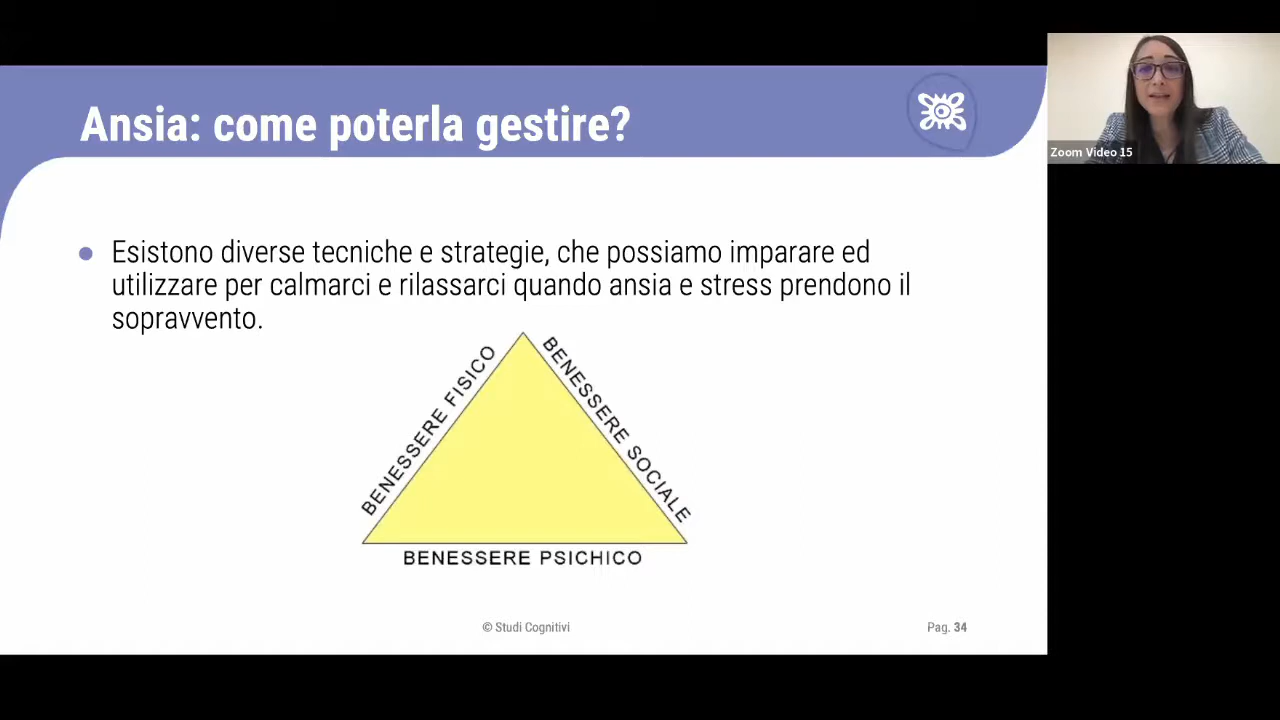 Ansia: come poterla gestire?
Zoom Video 15
Esistono diverse tecniche e strategie, che possiamo imparare ed
utilizzare per calmarci e rilassarci quando ansia e stress prendono il
sopravvento.
BENESSERE FISICO
BENESSERE SOCIALE
BENESSERE PSICHICO
© Studi Cognitivi
Pag. 34